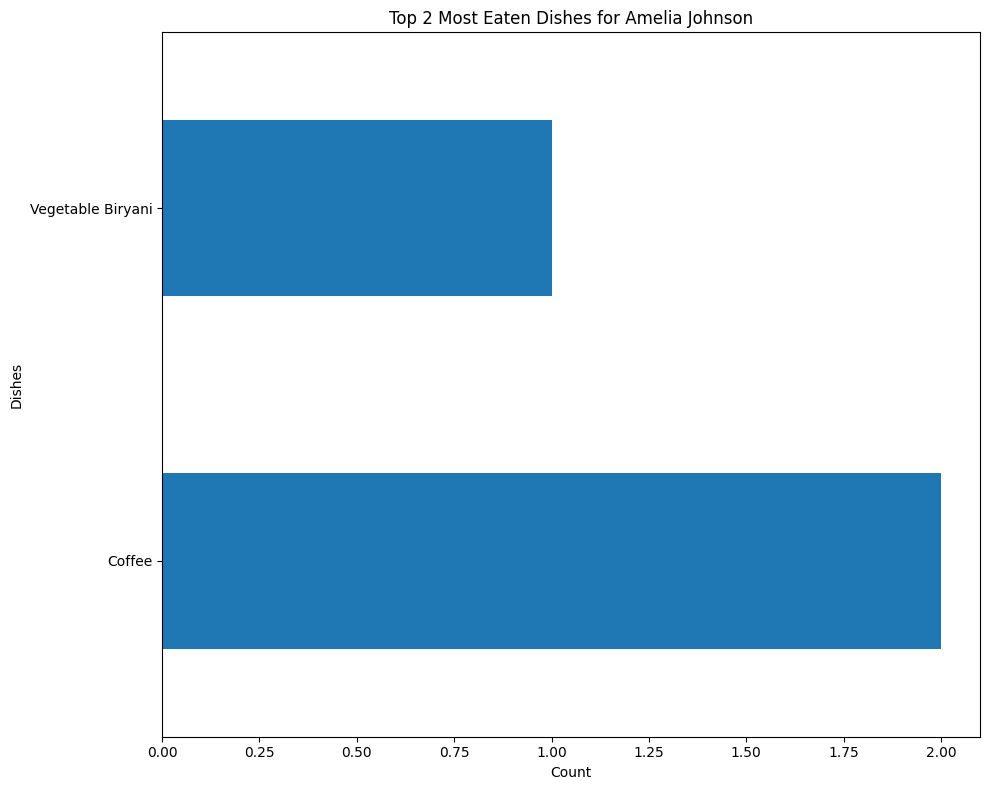 Top 2 Most Eaten Dishes for Amelia Johnson
Vegetable Biryani
Dishes
Coffee
0.00 0.25 0.50 0.75 1.00 1.25 1.50 1.75 2.00
Count